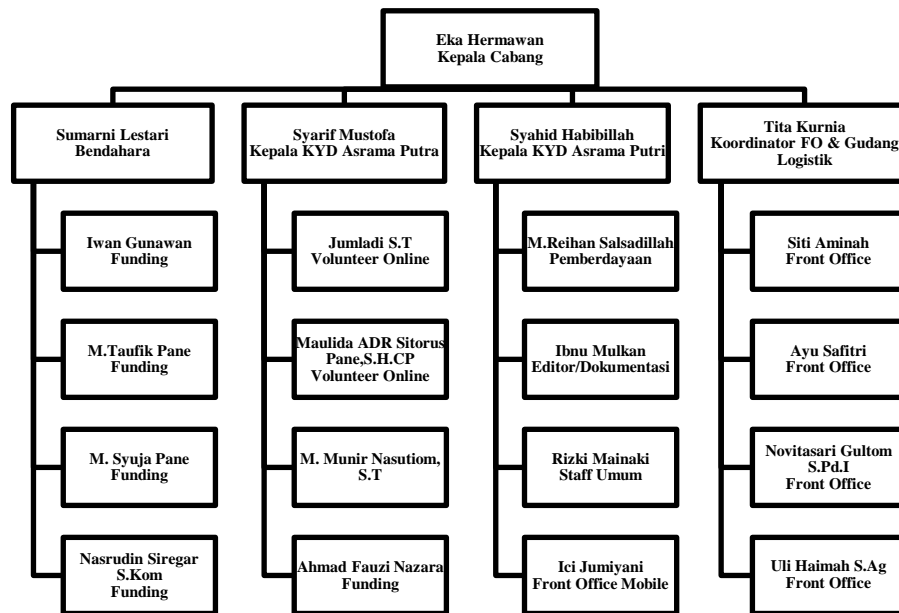 Eka Hermawan
Kepala Cabang
Sumarni Lestari
Bendahara
Syarif Mustofa
Kepala KYD Asrama Putra
Syahid Habibillah
Kepala KYD Asrama Putri
Tita Kurnia
Koordinator FO & Gudang
Logistik
Iwan Gunawan
Funding
Jumladi S.T
Volunteer Online
M.Reihan Salsadillah
Pemberdayaan
Siti Aminah
Front Office
M.Taufik Pane
Funding
Maulida ADR Sitorus
Pane,S.H.CP
Volunteer Online
Ibnu Mulkan
Editor/Dokumentasi
Ayu Safitri
Front Office
M. Syuja Pane
Funding
M. Munir Nasutiom,
S.T
Rizki Mainaki
Staff Umum
Novitasari Gultom
S.Pd.I
Front Office
Nasrudin Siregar
S.Kom
Funding
Ahmad Fauzi Nazara
Funding
Ici Jumiyani
Front Office Mobile
Uli Haimah S.Ag
Front Office